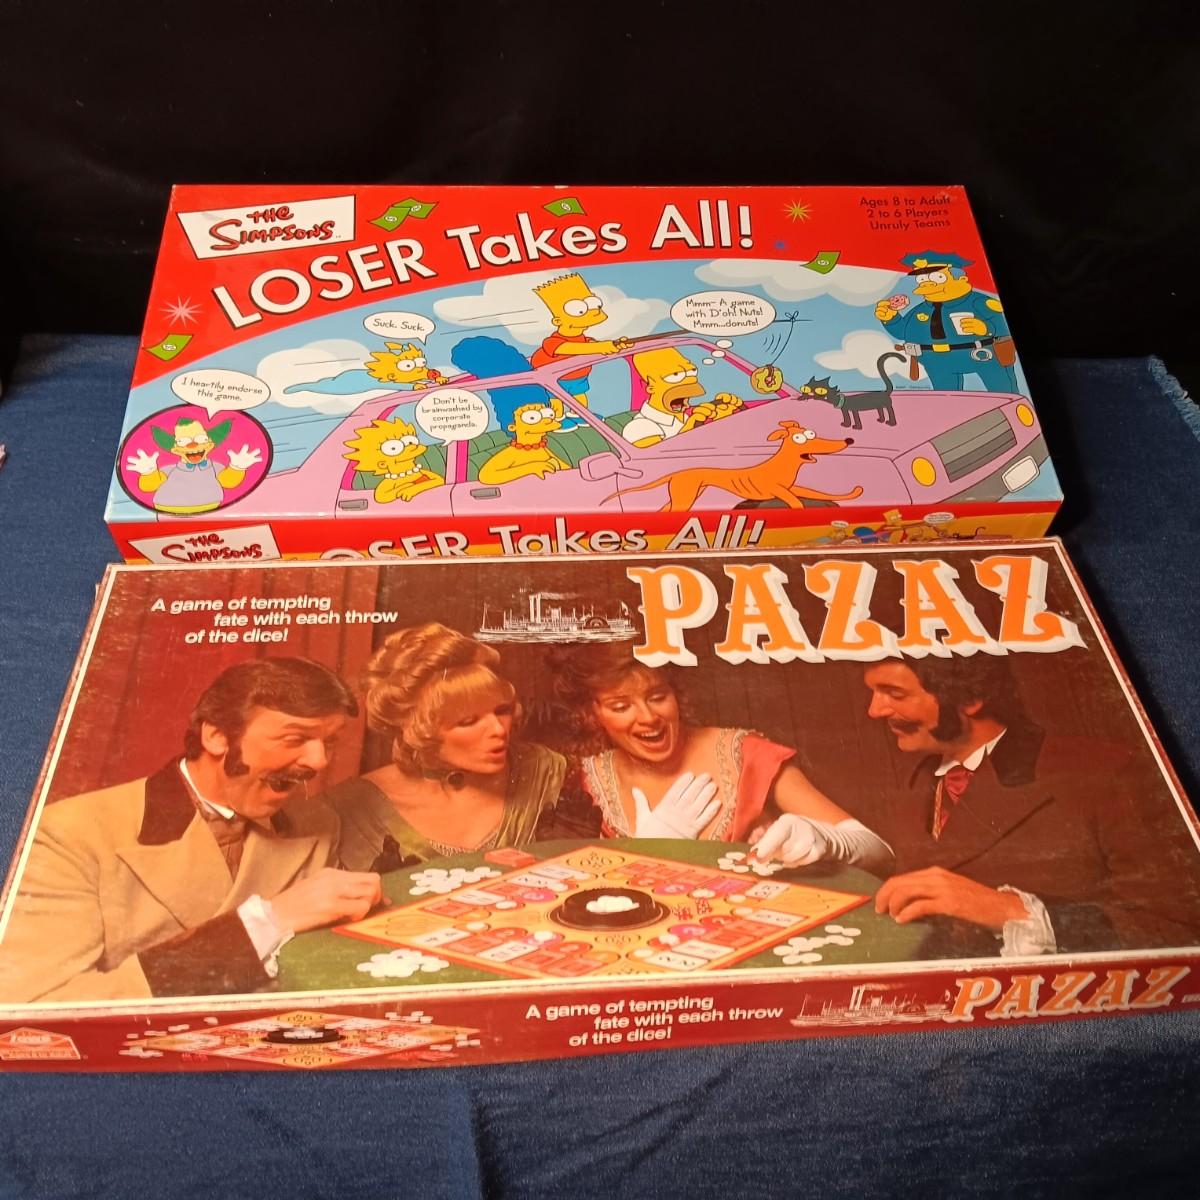 THE
SIMPSONS
LOSER Takes All!
Ages 8 to Adult
2 to 6 Players
Unruly Teams
Suck. Suck.
Mmm- A game
with D'oh! Nuts!
Mmm...donuts!
I heartily endorse
this game.
Don't be
brainwashed by
corporate
propaganda.
THE
SIMPSONS
LOSER Takes All!
A game of tempting
fate with each throw
of the dice!
PAZAZ
A game of tempting
fate with each throw
of the dice!
PAZAZ